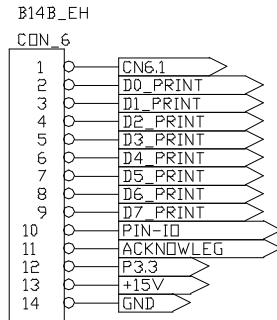 B14B_EH
CON_6
1 CN6.1
2 D0_PRINT
3 D1_PRINT
4 D2_PRINT
5 D3_PRINT
6 D4_PRINT
7 D5_PRINT
8 D6_PRINT
9 D7_PRINT
10 PIN-IO
11 ACKNOWLEG
12 P3.3
13 +15V
14 GND